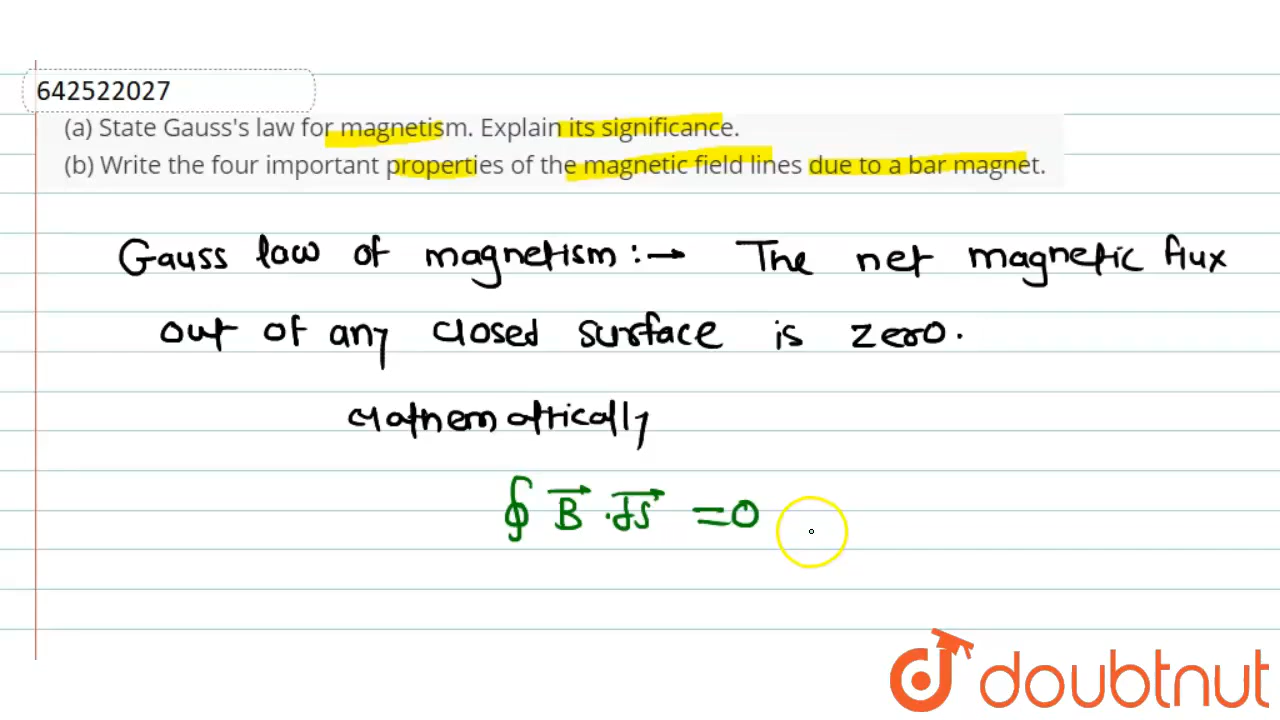 642522027
(a) State Gauss's law for magnetism. Explain its significance.
(b) Write the four important properties of the magnetic field lines due to a bar magnet.
Gauss law of magnetism :→ The net magnetic flux
out of any closed surface is zero.
Mathematically
∮ B⃗ . dS⃗ = 0
doubtnut